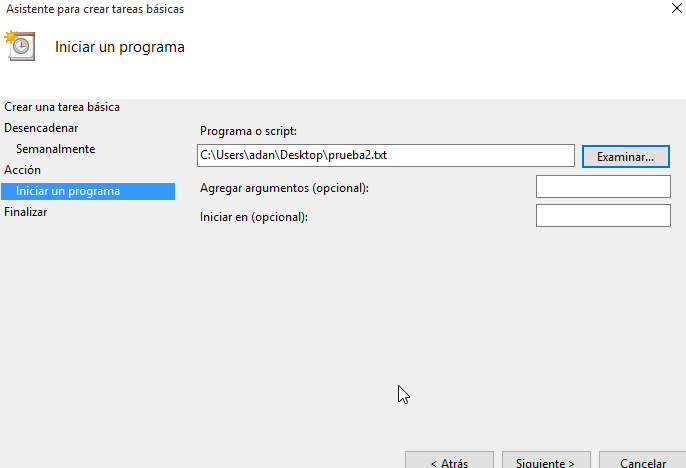 Asistente para crear tareas básicas
Iniciar un programa
Crear una tarea básica
Desencadenar
Semanalmente
Acción
Iniciar un programa
Finalizar
Programa o script:
C:\Users\adan\Desktop\prueba2.txt
Examinar...
Agregar argumentos (opcional):
Iniciar en (opcional):
< Atrás
Siguiente >
Cancelar